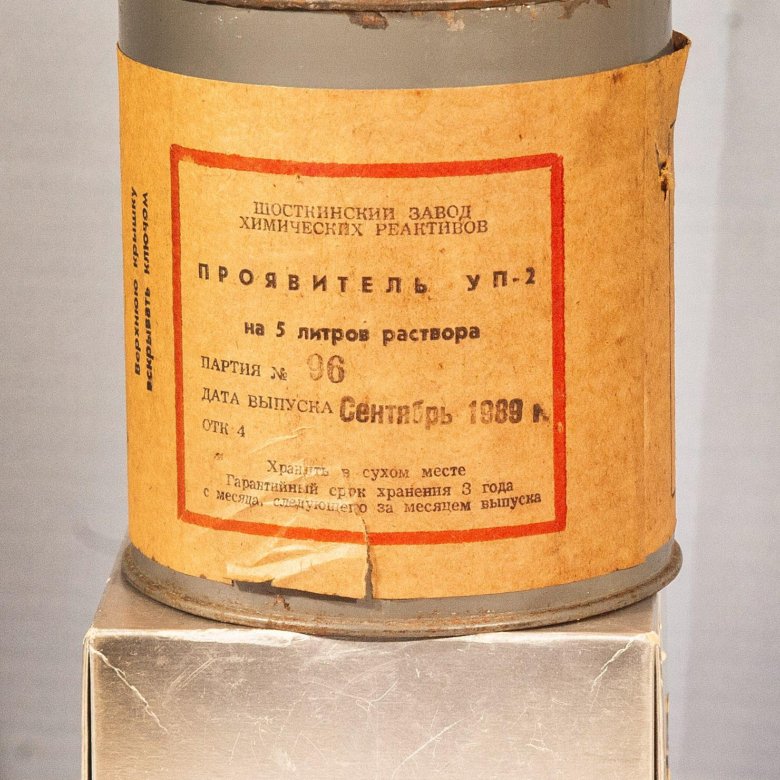 Верхнюю крышку
вскрывать ключом
ШОСТКИНСКИЙ ЗАВОД
ХИМИЧЕСКИХ РЕАКТИВОВ
ПРОЯВИТЕЛЬ УП-2
на 5 литров раствора
ПАРТИЯ № 96
ДАТА ВЫПУСКА Сентябрь 1989 г.
ОТК 4
Хранить в сухом месте
Гарантийный срок хранения 3 года
с месяца, следующего за месяцем выпуска